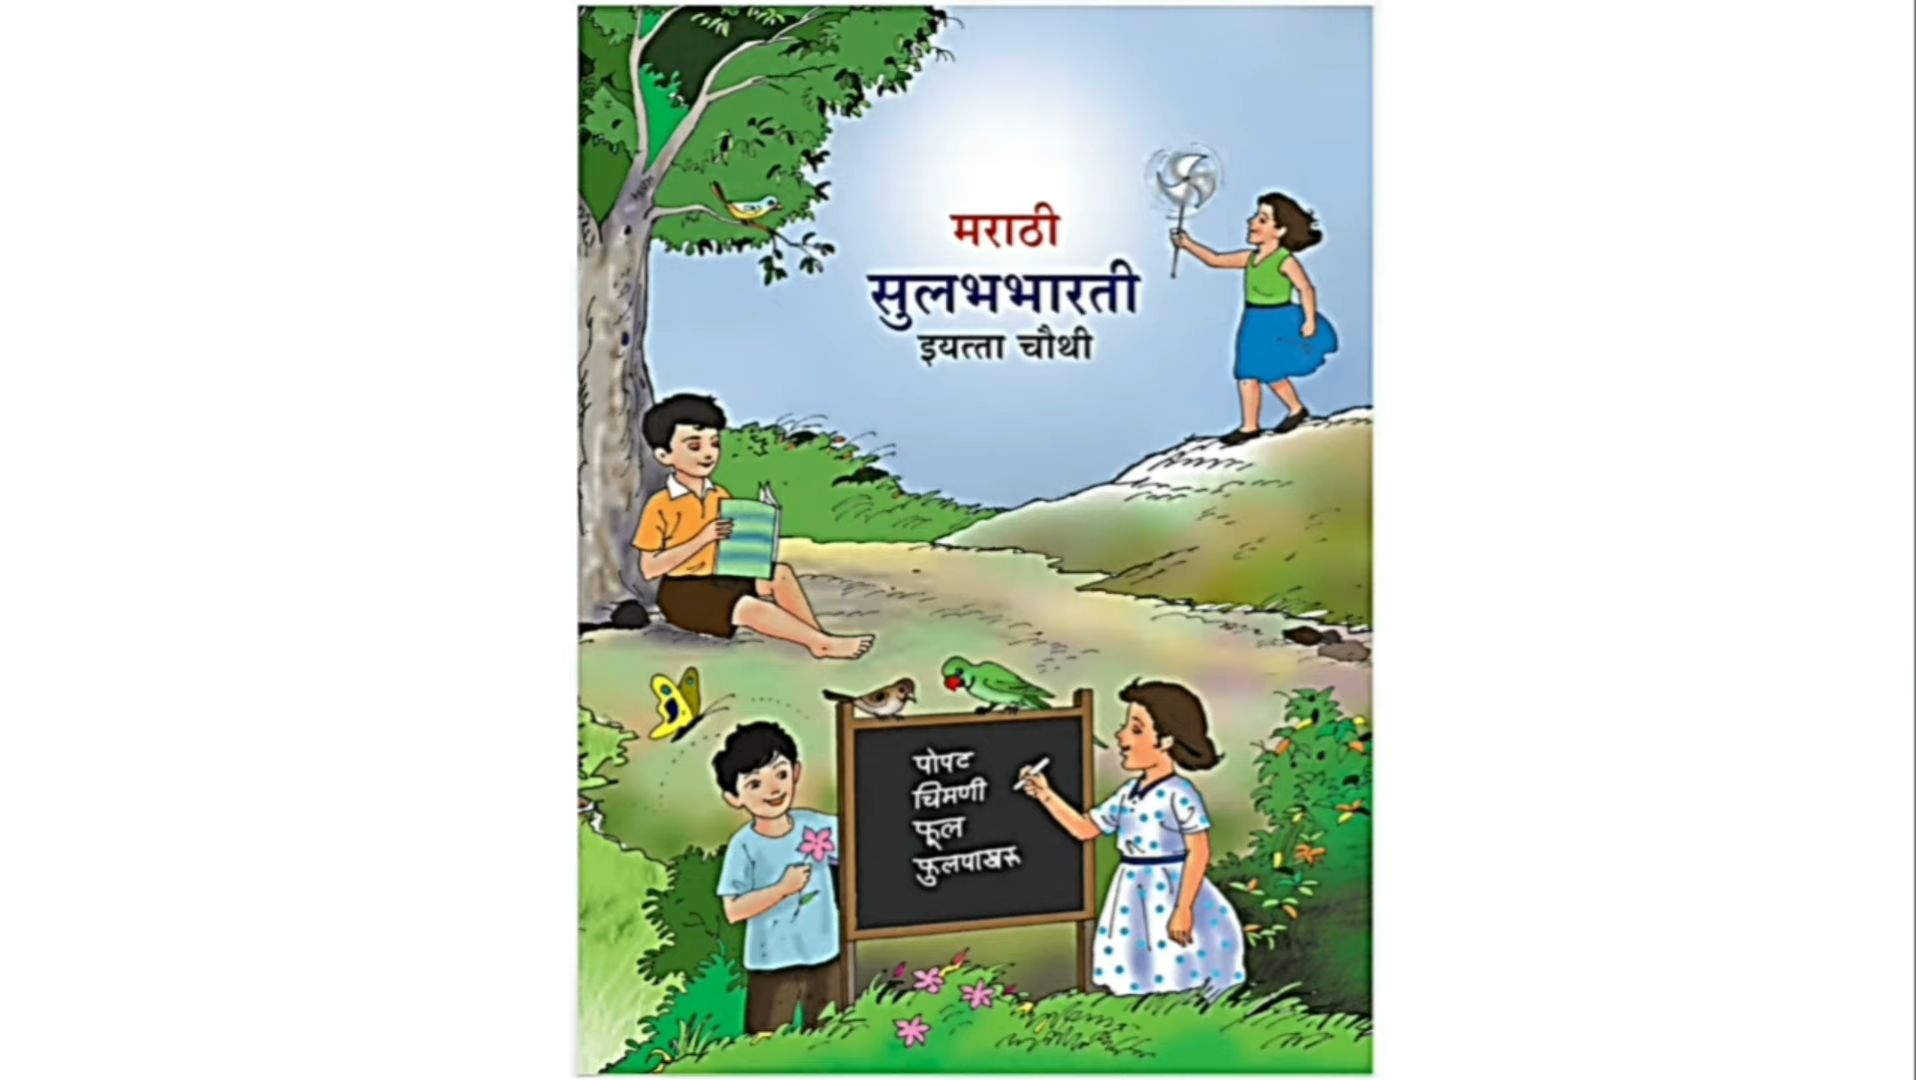 मराठी
सुलभभारती
इयत्ता चौथी
पोपट
चिमणी
फूल
फुलपाखरू